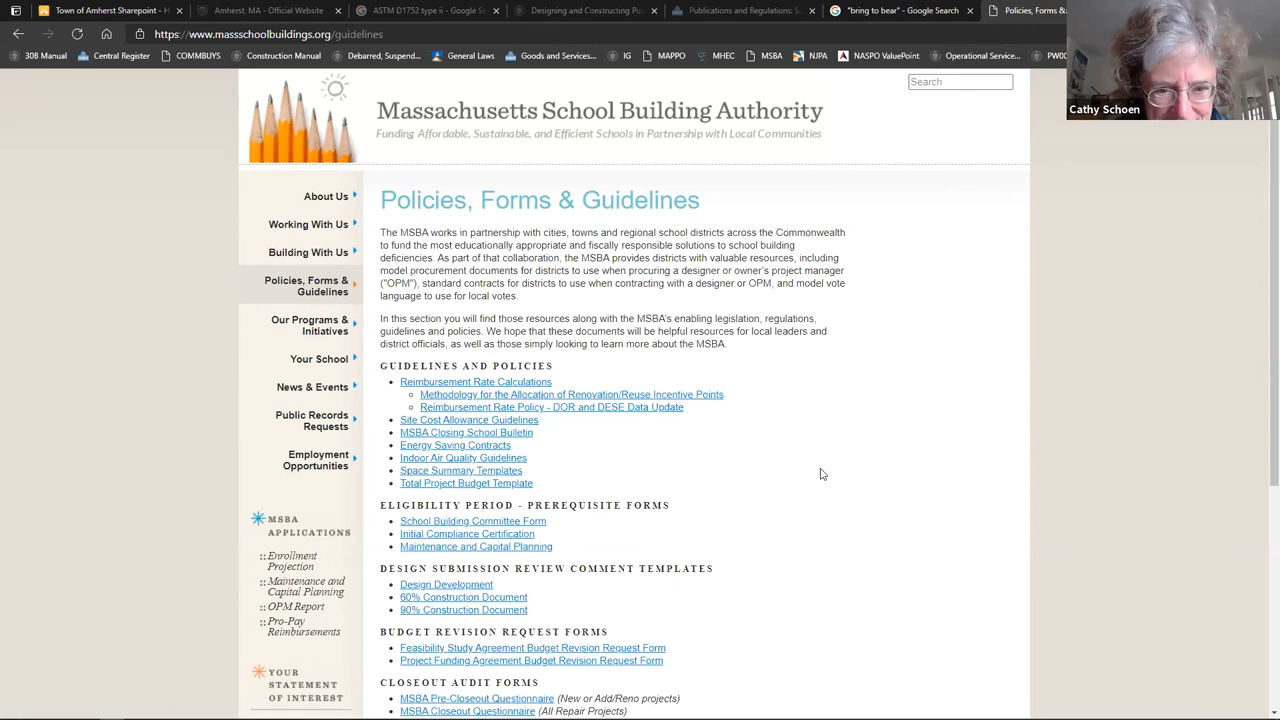 Town of Amherst Sharepoint - H
Amherst, MA - Official Website
ASTM D1752 type ii - Google Se
Designing and Constructing Pu
Publications and Regulations; S
"bring to bear" - Google Search
Policies, Forms &
https://www.massschoolbuildings.org/guidelines
30B Manual
Central Register
COMMBUYS
Construction Manual
Debarred, Suspend...
General Laws
Goods and Services...
IG
MAPPO
MHEC
MSBA
NJPA
NASPO ValuePoint
Operational Service...
Cathy Schoen
Search
Massachusetts School Building Authority
Funding Affordable, Sustainable, and Efficient Schools in Partnership with Local Communities
About Us
Working With Us
Building With Us
Policies, Forms &
Guidelines
Our Programs &
Initiatives
Your School
News & Events
Public Records
Requests
Employment
Opportunities
MSBA
APPLICATIONS
:: Enrollment
Projection
:: Maintenance and
Capital Planning
:: OPM Report
:: Pro-Pay
Reimbursements
YOUR
STATEMENT
OF INTEREST
Policies, Forms & Guidelines
The MSBA works in partnership with cities, towns and regional school districts across the Commonwealth
to fund the most educationally appropriate and fiscally responsible solutions to school building
deficiencies. As part of that collaboration, the MSBA provides districts with valuable resources, including
model procurement documents for districts to use when procuring a designer or owner's project manager
("OPM"), standard contracts for districts to use when contracting with a designer or OPM, and model vote
language to use for local votes.
In this section you will find those resources along with the MSBA's enabling legislation, regulations,
guidelines and policies. We hope that these documents will be helpful resources for local leaders and
district officials, as well as those simply looking to learn more about the MSBA.
GUIDELINES AND POLICIES
Reimbursement Rate Calculations
Methodology for the Allocation of Renovation/Reuse Incentive Points
Reimbursement Rate Policy - DOR and DESE Data Update
Site Cost Allowance Guidelines
MSBA Closing School Bulletin
Energy Saving Contracts
Indoor Air Quality Guidelines
Space Summary Templates
Total Project Budget Template
ELIGIBILITY PERIOD - PREREQUISITE FORMS
School Building Committee Form
Initial Compliance Certification
Maintenance and Capital Planning
DESIGN SUBMISSION REVIEW COMMENT TEMPLATES
Design Development
60% Construction Document
90% Construction Document
BUDGET REVISION REQUEST FORMS
Feasibility Study Agreement Budget Revision Request Form
Project Funding Agreement Budget Revision Request Form
CLOSEOUT AUDIT FORMS
MSBA Pre-Closeout Questionnaire (New or Add/Reno projects)
MSBA Closeout Questionnaire (All Repair Projects)